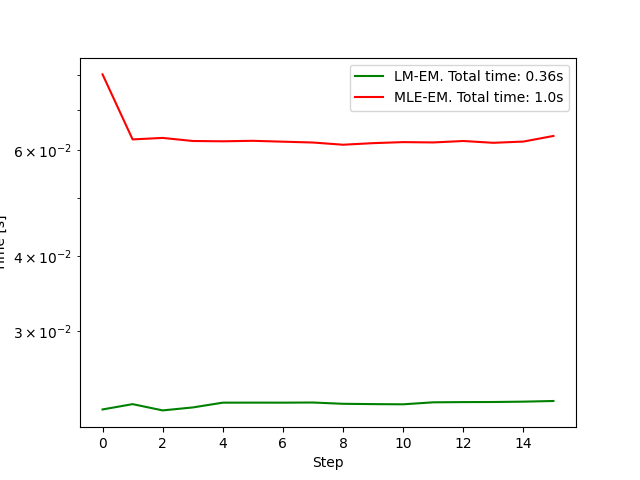 LM-EM. Total time: 0.36s
MLE-EM. Total time: 1.0s
6 × 10⁻²
4 × 10⁻²
3 × 10⁻²
[s]
0 2 4 6 8 10 12 14
Step